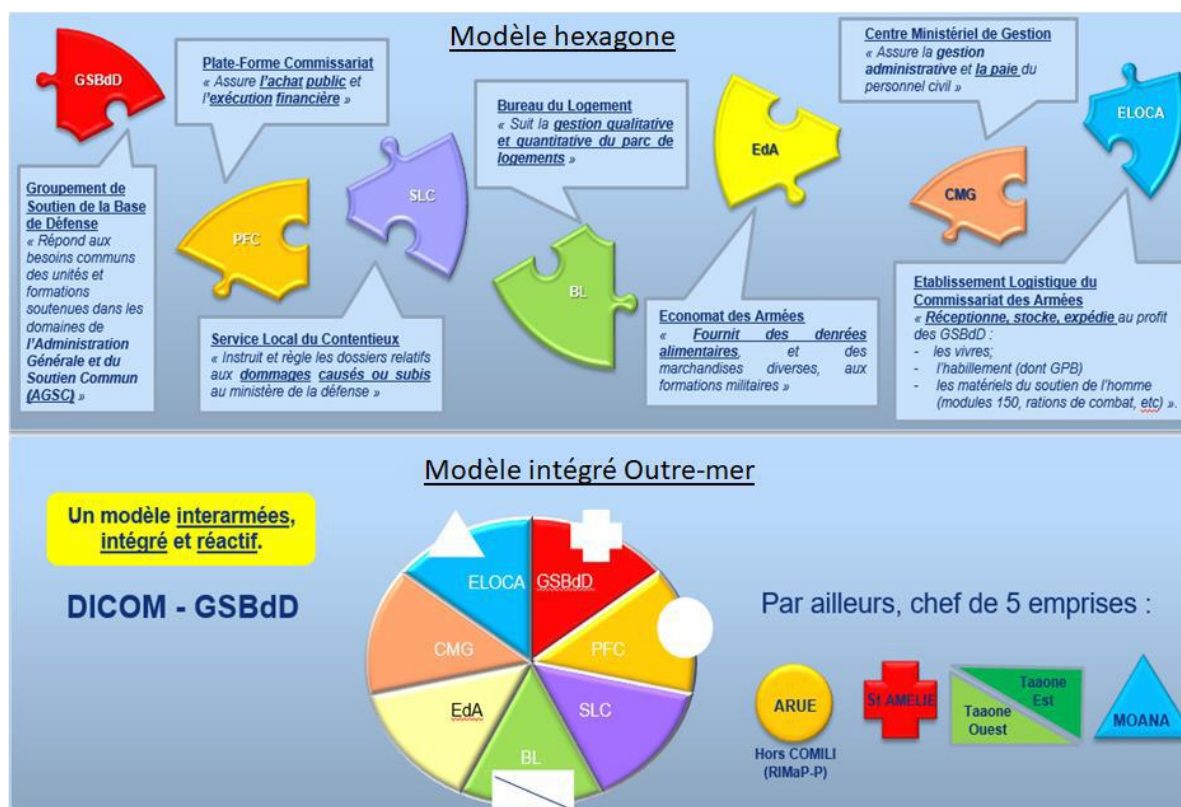 Modèle hexagone
GSBdD
Groupement de
Soutien de la Base
de Défense
« Répond aux
besoins communs
des unités et
formations
soutenues dans les
domaines de
l'Administration
Générale et du
Soutien Commun
(AGSC) »
Plate-Forme Commissariat
« Assure l'achat public et
l'exécution financière »
PFC
SLC
Service Local du Contentieux
« Instruit et règle les dossiers relatifs
aux dommages causés ou subis
au ministère de la défense »
Bureau du Logement
« Suit la gestion qualitative
et quantitative du parc de
logements »
BL
EdA
Economat des Armées
« Fournit des denrées
alimentaires, et des
marchandises diverses, aux
formations militaires »
Centre Ministériel de Gestion
« Assure la gestion
administrative et la paie du
personnel civil »
CMG
ELOCA
Etablissement Logistique du
Commissariat des Armées
« Réceptionne, stocke, expédie au profit
des GSBdD :
- les vivres;
- l'habillement (dont GPB)
- les matériels du soutien de l'homme
(modules 150, rations de combat, etc) ».
Modèle intégré Outre-mer
Un modèle interarmées,
intégré et réactif.
DICOM - GSBdD
ELOCA
GSBdD
CMG
PFC
EdA
SLC
BL
Par ailleurs, chef de 5 emprises :
ARUE
Hors COMILI
(RIMaP-P)
St AMELIE
Taaone
Est
Taaone
Ouest
MOANA